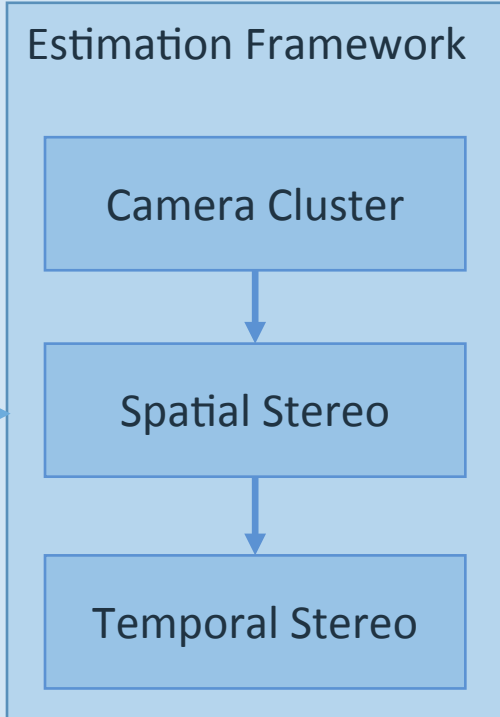 Estimation Framework
Camera Cluster
Spatial Stereo
Temporal Stereo